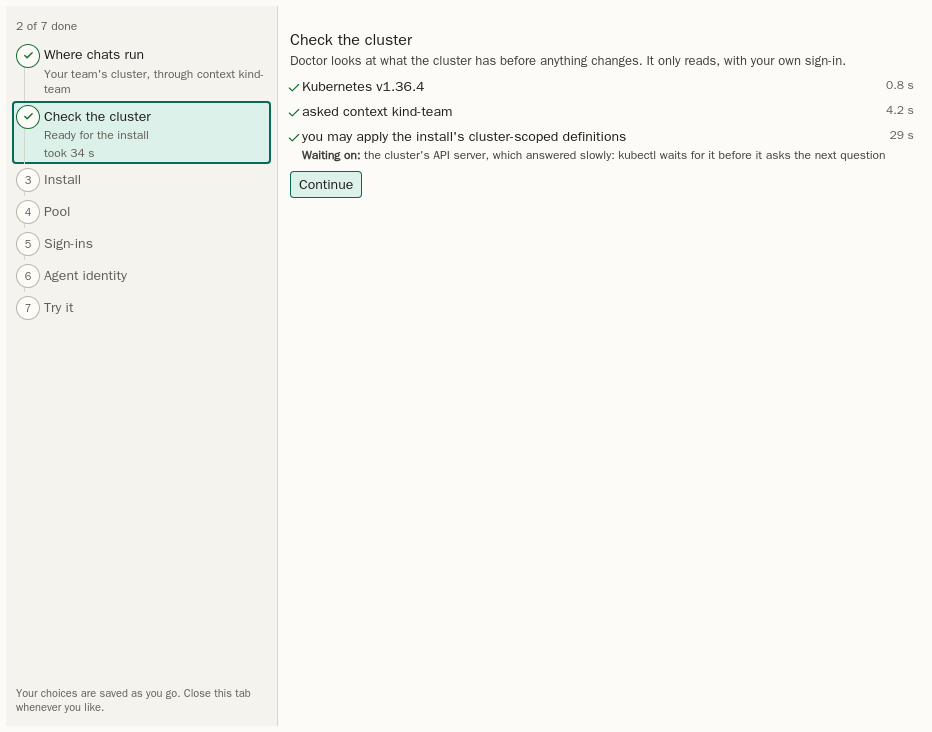 2 of 7 done
Where chats run
Your team's cluster, through context kind-
team
Check the cluster
Ready for the install
took 34 s
3 Install
4 Pool
5 Sign-ins
6 Agent identity
7 Try it
Your choices are saved as you go. Close this tab
whenever you like.
Check the cluster
Doctor looks at what the cluster has before anything changes. It only reads, with your own sign-in.
Kubernetes v1.36.4 0.8 s
asked context kind-team 4.2 s
you may apply the install's cluster-scoped definitions 29 s
Waiting on: the cluster's API server, which answered slowly: kubectl waits for it before it asks the next question
Continue